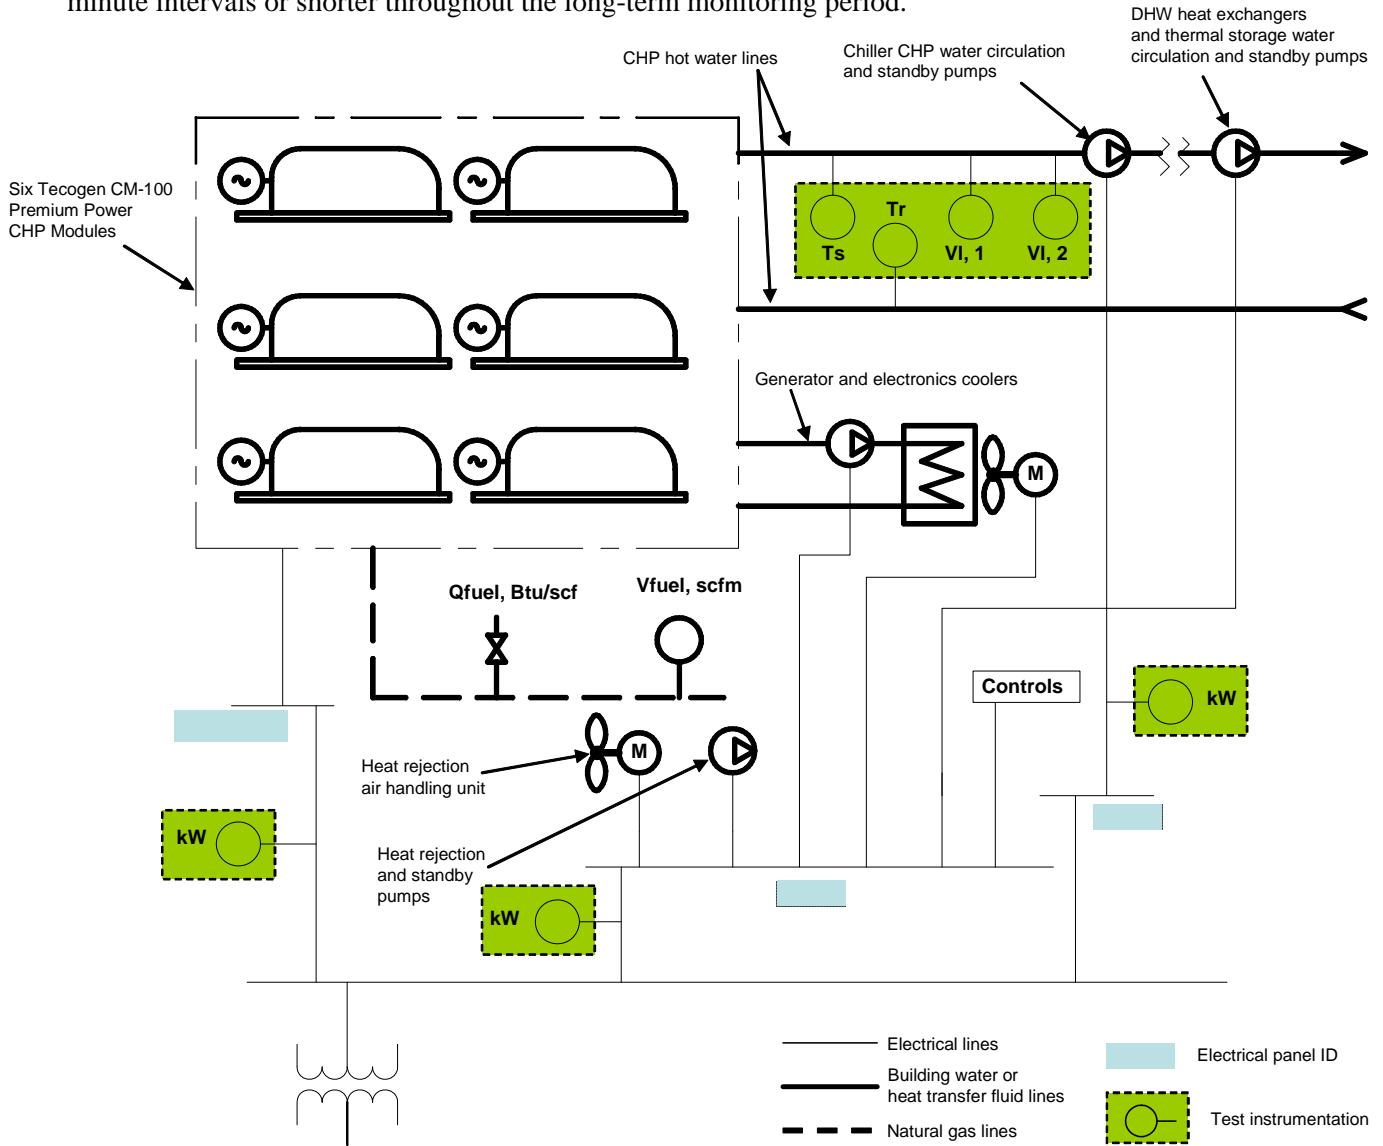 minute intervals or shorter throughout the long-term monitoring period.
DHW heat exchangers
and thermal storage water
circulation and standby pumps
Chiller CHP water circulation
and standby pumps
CHP hot water lines
Six Tecogen CM-100
Premium Power
CHP Modules
Tr
Ts
Vl, 1
Vl, 2
Generator and electronics coolers
M
Qfuel, Btu/scf
Vfuel, scfm
Controls
kW
M
Heat rejection
air handling unit
kW
Heat rejection
and standby
pumps
kW
Electrical lines
Building water or
heat transfer fluid lines
Natural gas lines
Electrical panel ID
Test instrumentation